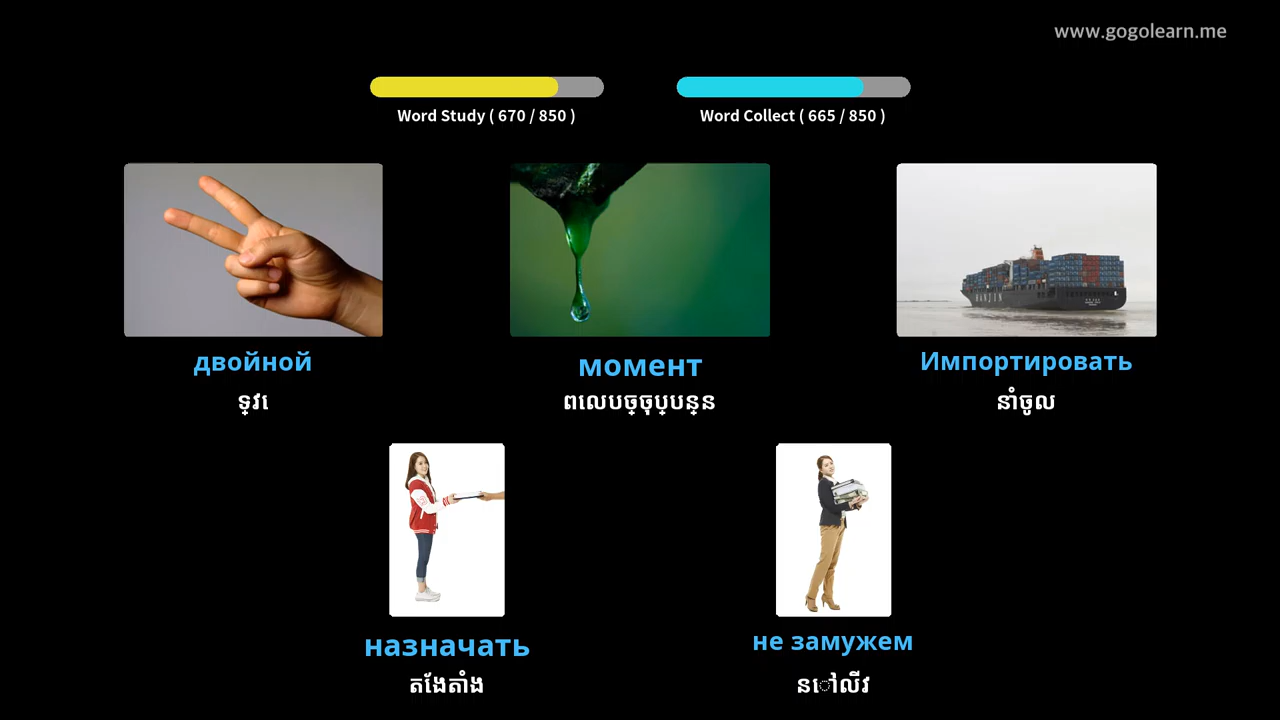 www.gogolearn.me
Word Study ( 670 / 850 )
Word Collect ( 665 / 850 )
двойной
ទ្វេ
момент
ពេលបច្ចុប្បន្ន
Импортировать
នាំចូល
назначать
តែងតាំង
не замужем
នៅលីវ
HANJIN